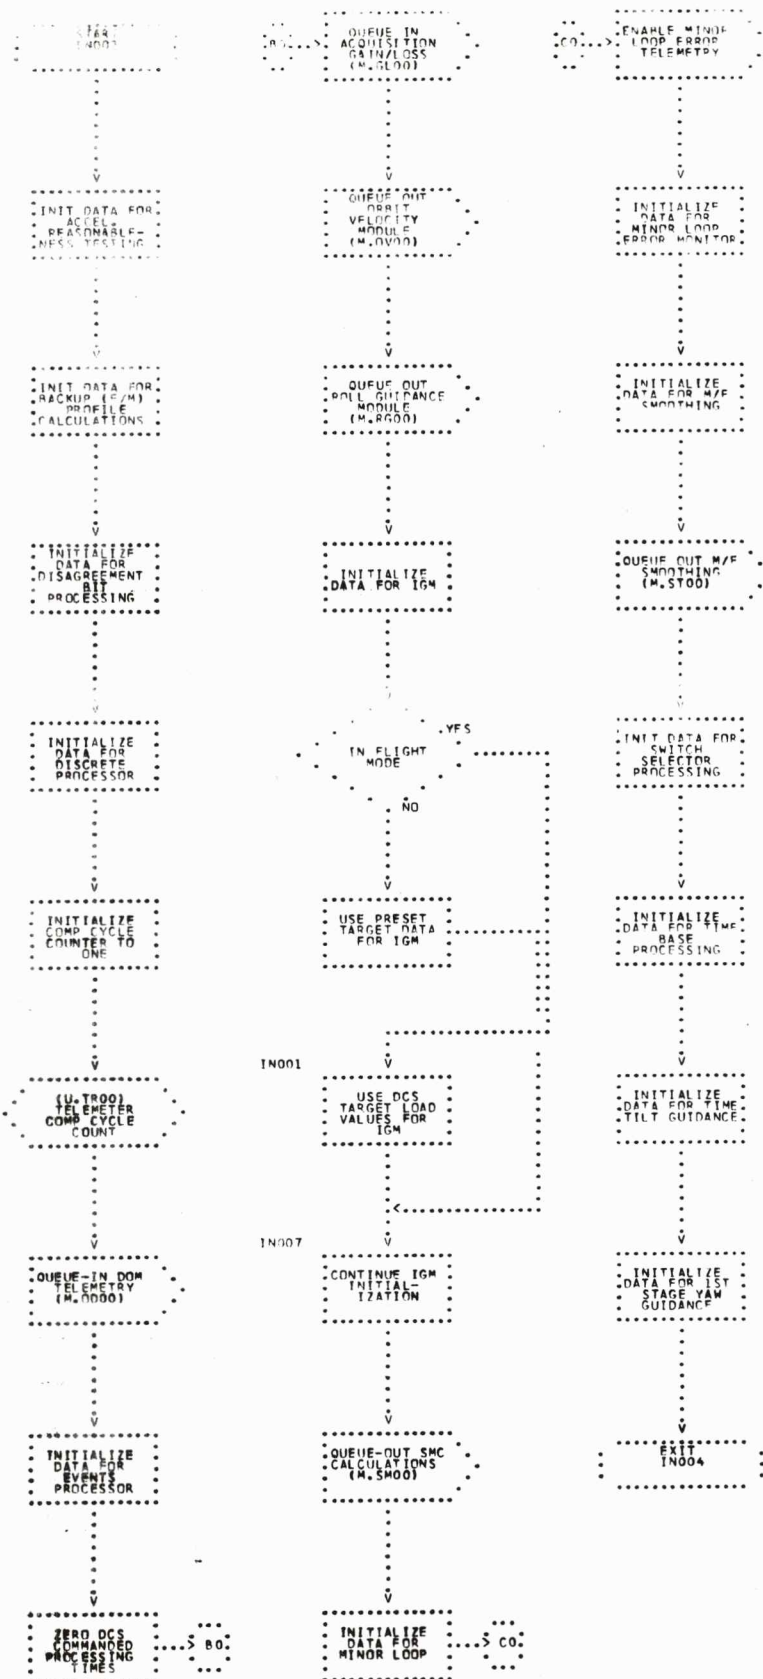 START
IN003
INIT DATA FOR
ACCEL.
REASONABLE-
NESS TESTING
INIT DATA FOR
BACKUP (F/M)
PROFILE
CALCULATIONS
INITIALIZE
DATA FOR
DISAGREEMENT
BIT
PROCESSING
INITIALIZE
DATA FOR
DISCRETE
PROCESSOR
INITIALIZE
COMP CYCLE
COUNTER TO
ONE
(U.TR00)
TELEMETER
COMP CYCLE
COUNT
QUEUE-IN DOM
TELEMETRY
(M.OD00)
INITIALIZE
DATA FOR
EVENTS
PROCESSOR
ZERO DCS
COMMANDED
PROCESSING
TIMES
B0
B0
QUEUE IN
ACQUISITION
GAIN/LOSS
(M.GL00)
QUEUE OUT
ORBIT
VELOCITY
MODULE
(M.OV00)
QUEUE OUT
ROLL GUIDANCE
MODULE
(M.RG00)
INITIALIZE
DATA FOR IGM
IN FLIGHT
MODE
YES
NO
USE PRESET
TARGET DATA
FOR IGM
IN001
USE DCS
TARGET LOAD
VALUES FOR
IGM
IN007
CONTINUE IGM
INITIAL-
IZATION
QUEUE-OUT SMC
CALCULATIONS
(M.SM00)
INITIALIZE
DATA FOR
MINOR LOOP
C0
C0
ENABLE MINOR
LOOP ERROR
TELEMETRY
INITIALIZE
DATA FOR
MINOR LOOP
ERROR MONITOR
INITIALIZE
DATA FOR M/F
SMOOTHING
QUEUE OUT M/F
SMOOTHING
(M.ST00)
INIT DATA FOR
SWITCH
SELECTOR
PROCESSING
INITIALIZE
DATA FOR TIME
BASE
PROCESSING
INITIALIZE
DATA FOR TIME
TILT GUIDANCE
INITIALIZE
DATA FOR 1ST
STAGE YAW
GUIDANCE
EXIT
IN004